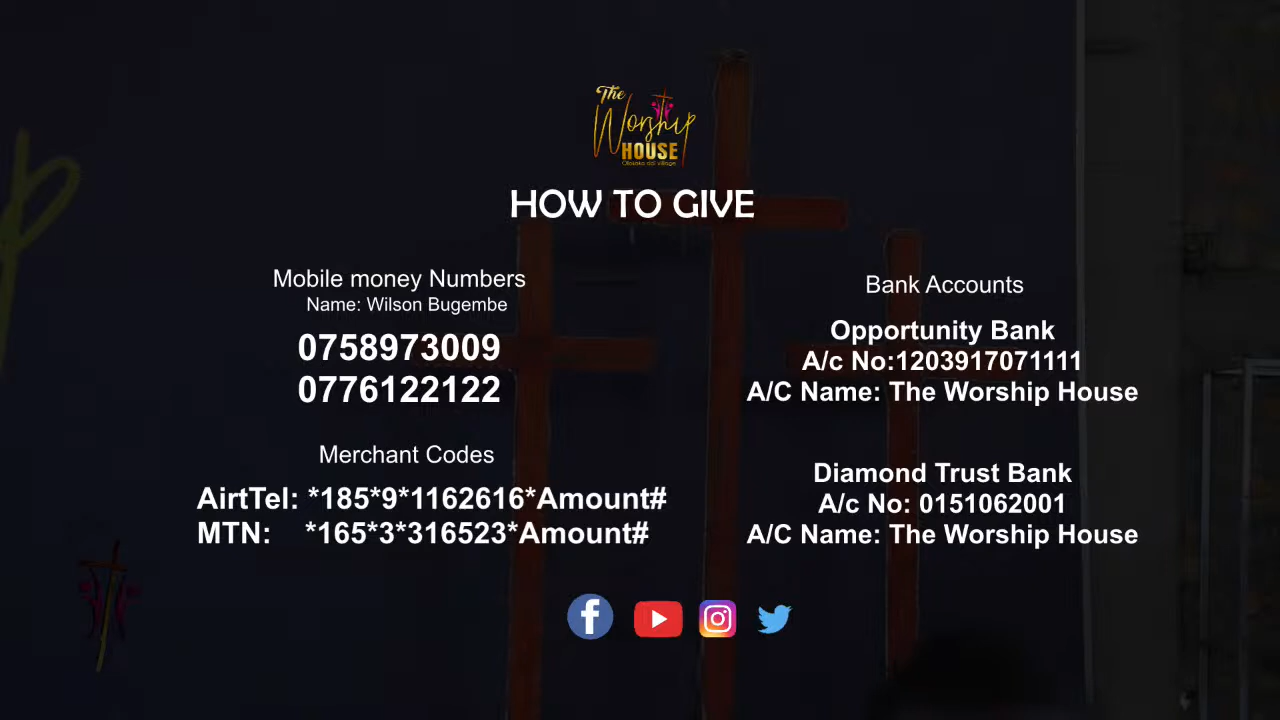 The
Worship
HOUSE
HOW TO GIVE
Mobile money Numbers
Name: Wilson Bugembe
0758973009
0776122122
Merchant Codes
AirtTel: *185*9*1162616*Amount#
MTN: *165*3*316523*Amount#
Bank Accounts
Opportunity Bank
A/c No:1203917071111
A/C Name: The Worship House
Diamond Trust Bank
A/c No: 0151062001
A/C Name: The Worship House